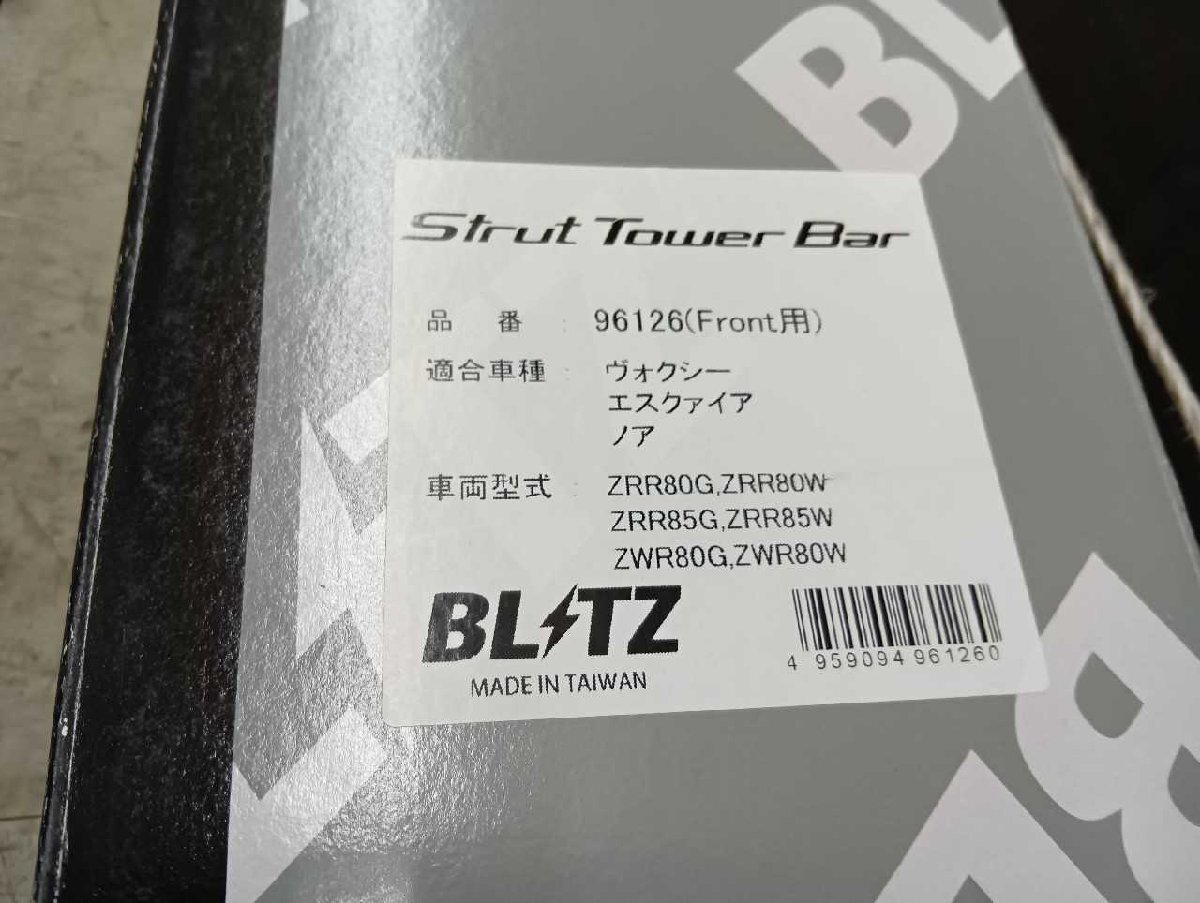 BL
Strut Tower Bar
品 番 : 96126(Front用)
適合車種 : ヴォクシー
エスクァイア
ノア
車両型式 : ZRR80G,ZRR80W
ZRR85G,ZRR85W
ZWR80G,ZWR80W
BLITZ
MADE IN TAIWAN
4 959094 961260
B